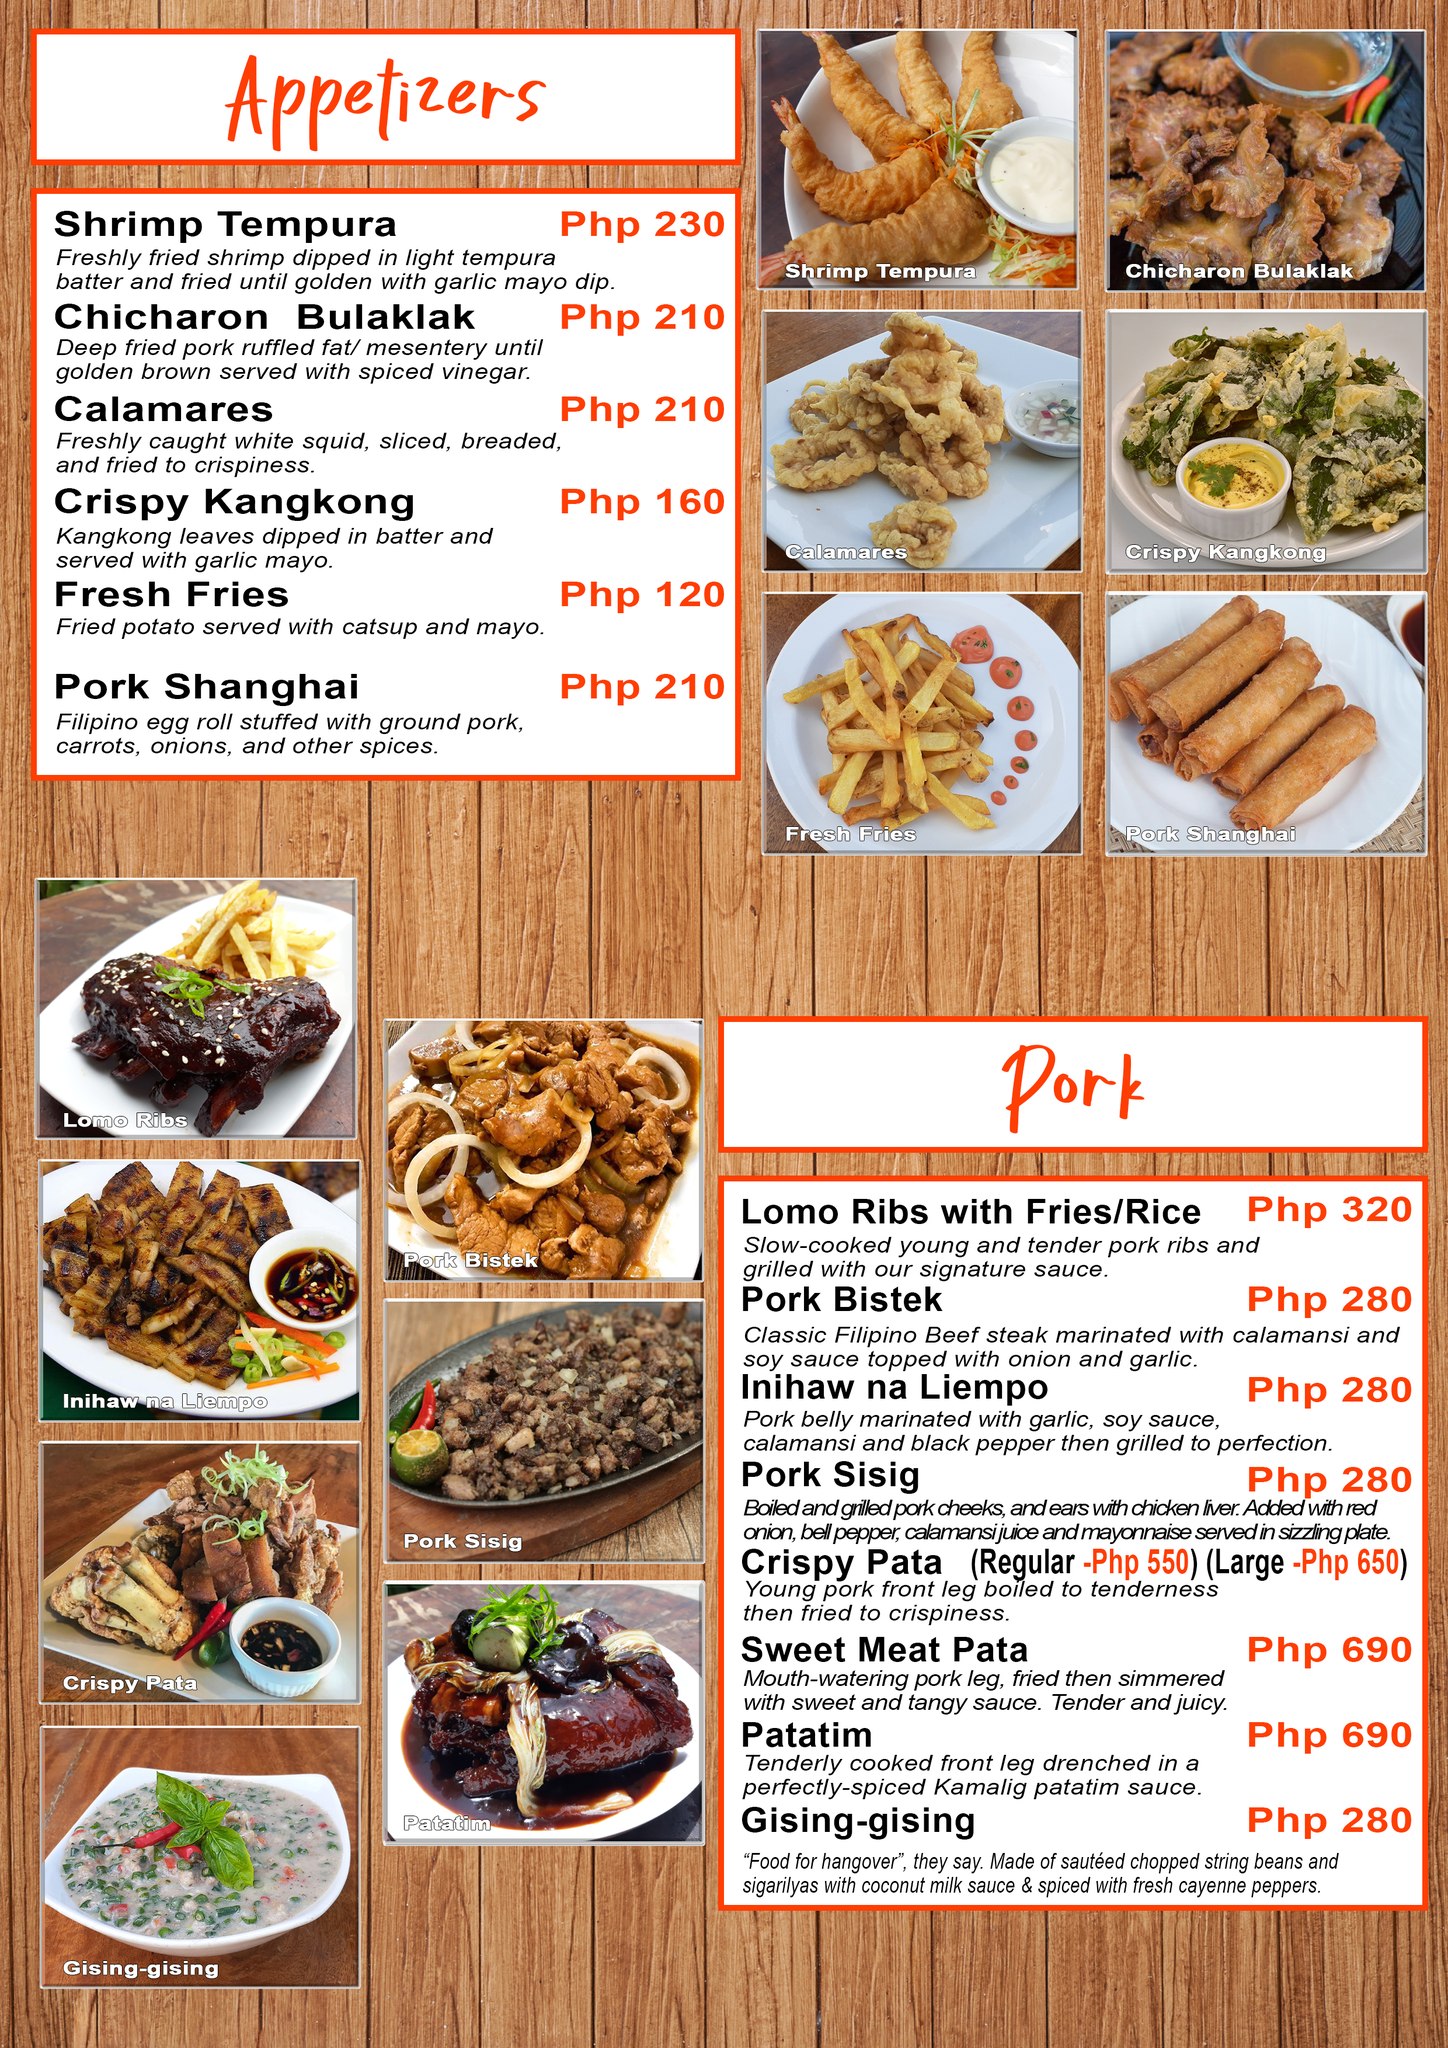 Appetizers
Shrimp Tempura Php 230
Freshly fried shrimp dipped in light tempura
batter and fried until golden with garlic mayo dip.
Chicharon Bulaklak Php 210
Deep fried pork ruffled fat/ mesentery until
golden brown served with spiced vinegar.
Calamares Php 210
Freshly caught white squid, sliced, breaded,
and fried to crispiness.
Crispy Kangkong Php 160
Kangkong leaves dipped in batter and
served with garlic mayo.
Fresh Fries Php 120
Fried potato served with catsup and mayo.
Pork Shanghai Php 210
Filipino egg roll stuffed with ground pork,
carrots, onions, and other spices.
Shrimp Tempura
Chicharon Bulaklak
Calamares
Crispy Kangkong
Fresh Fries
Pork Shanghai
Lomo Ribs
Pork Bistek
Inihaw na Liempo
Pork Sisig
Crispy Pata
Patatim
Gising-gising
Pork
Lomo Ribs with Fries/Rice Php 320
Slow-cooked young and tender pork ribs and
grilled with our signature sauce.
Pork Bistek Php 280
Classic Filipino Beef steak marinated with calamansi and
soy sauce topped with onion and garlic.
Inihaw na Liempo Php 280
Pork belly marinated with garlic, soy sauce,
calamansi and black pepper then grilled to perfection.
Pork Sisig Php 280
Boiled and grilled pork cheeks, and ears with chicken liver. Added with red
onion, bell pepper, calamansi juice and mayonnaise served in sizzling plate.
Crispy Pata (Regular -Php 550) (Large -Php 650)
Young pork front leg boiled to tenderness
then fried to crispiness.
Sweet Meat Pata Php 690
Mouth-watering pork leg, fried then simmered
with sweet and tangy sauce. Tender and juicy.
Patatim Php 690
Tenderly cooked front leg drenched in a
perfectly-spiced Kamalig patatim sauce.
Gising-gising Php 280
“Food for hangover”, they say. Made of sautéed chopped string beans and
sigarilyas with coconut milk sauce & spiced with fresh cayenne peppers.